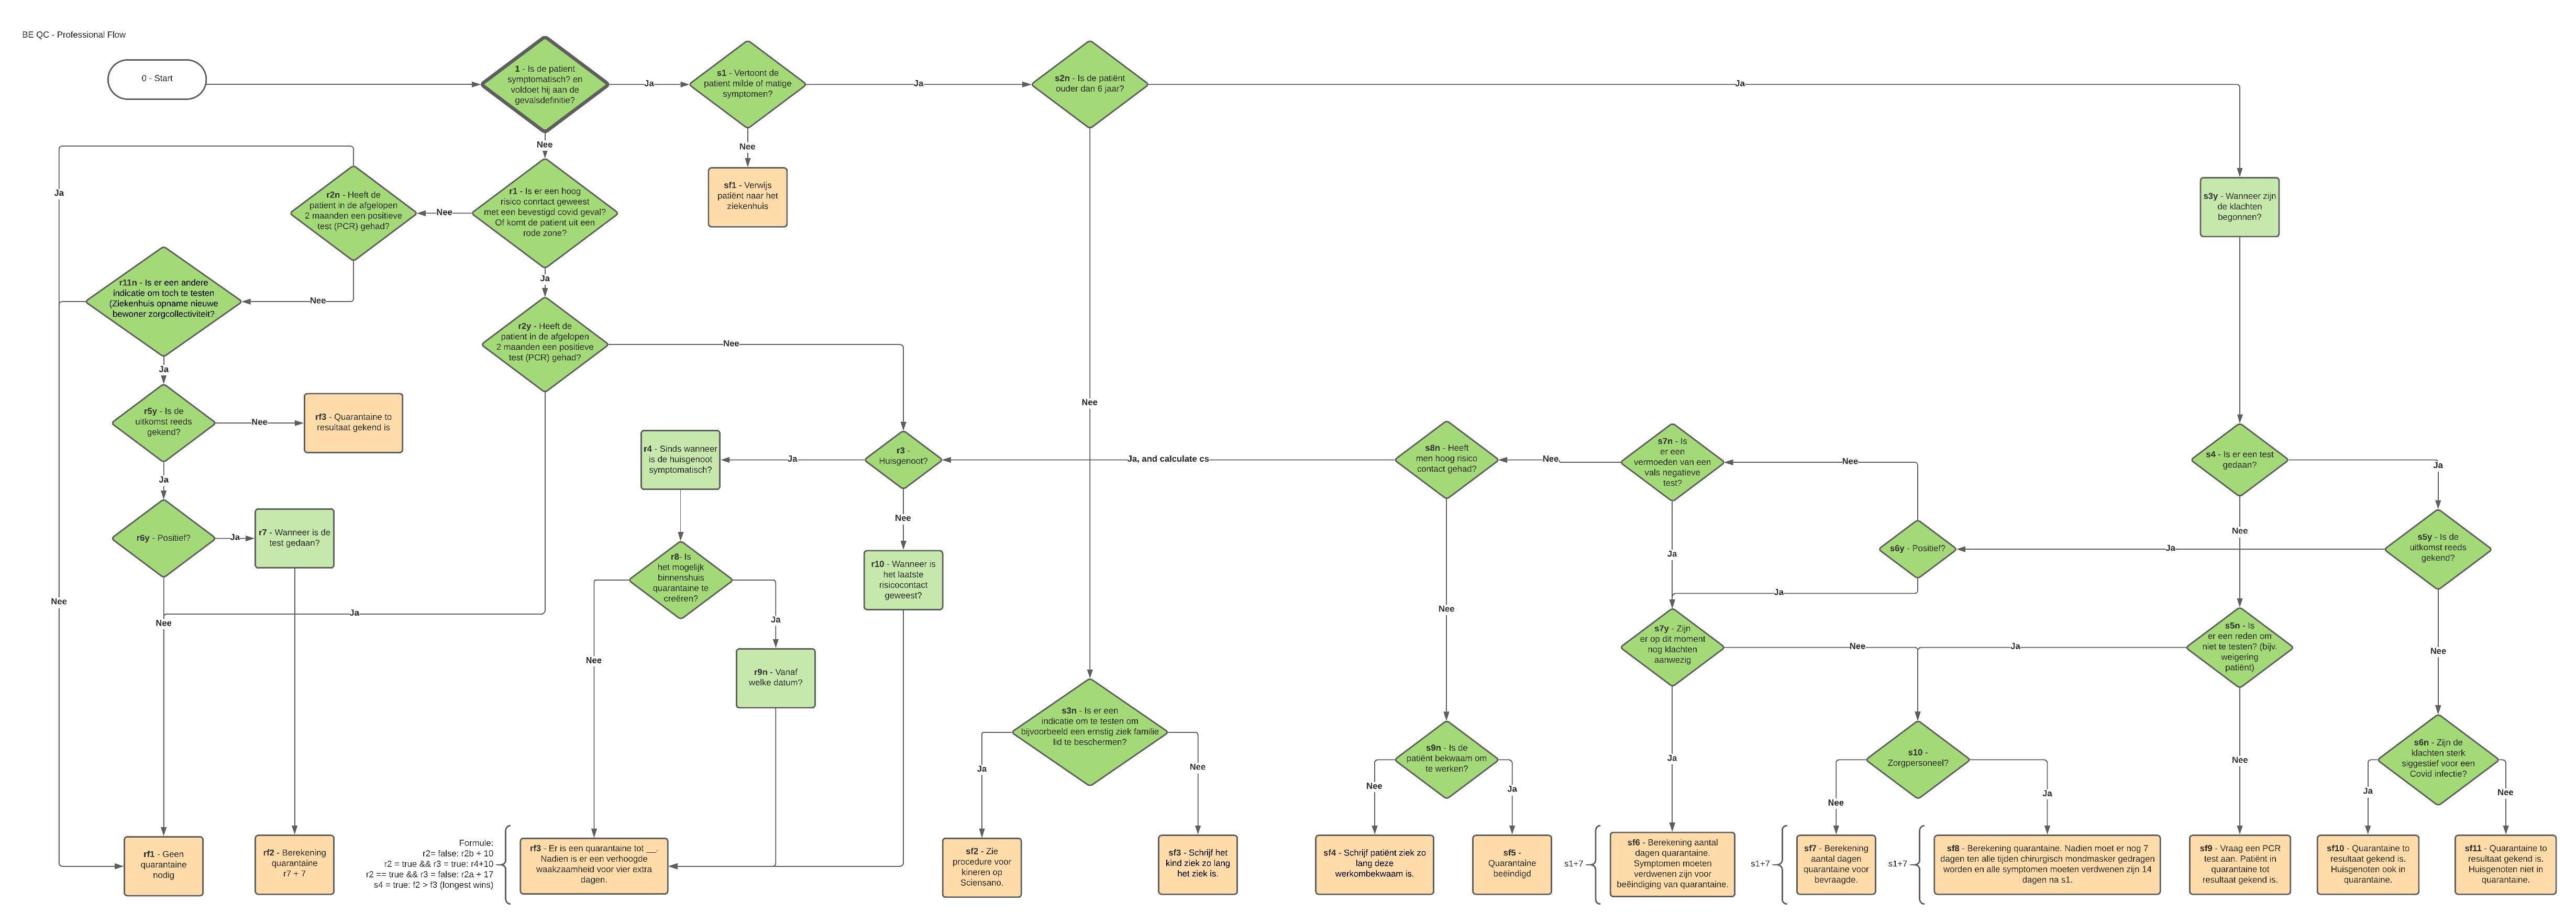 BE QC - Professional Flow
0 - Start
1 - Is de patient
symptomatisch? en
voldoet hij aan de
gevalsdefinitie?
Ja
s1 - Vertoont de
patient milde of matige
symptomen?
Ja
s2n - Is de patiënt
ouder dan 6 jaar?
Ja
Nee
Nee
sf1 - Verwijs
patiënt naar het
ziekenhuis
Ja
r2n - Heeft de
patient in de afgelopen
2 maanden een positieve
test (PCR) gehad?
Nee
r1 - Is er een hoog
risico conrtact geweest
met een bevestigd covid geval?
Of komt de patient uit een
rode zone?
s3y - Wanneer zijn
de klachten
begonnen?
Ja
r11n - Is er een andere
indicatie om toch te testen
(Ziekenhuis opname nieuwe
bewoner zorgcollectiviteit?
Nee
r2y - Heeft de
patient in de afgelopen
2 maanden een positieve
test (PCR) gehad?
Nee
Ja
r5y - Is de
uitkomst reeds
gekend?
Nee
rf3 - Quarantaine to
resultaat gekend is
Nee
r4 - Sinds wanneer
is de huisgenoot
symptomatisch?
Ja
r3 -
Huisgenoot?
Ja, and calculate cs
s8n - Heeft
men hoog risico
contact gehad?
Nee
s7n - Is
er een
vermoeden van een
vals negatieve
test?
Nee
s4 - Is er een test
gedaan?
Ja
Ja
r6y - Positief?
Ja
r7 - Wanneer is de
test gedaan?
Nee
r8- Is
het mogelijk
binnenshuis
quarantaine te
creëren?
r10 - Wanneer is
het laatste
risicocontact
geweest?
Nee
Ja
s6y - Positief?
Ja
s5y - Is de
uitkomst reeds
gekend?
Nee
Ja
Nee
Nee
Ja
Ja
Nee
Ja
r9n - Vanaf
welke datum?
s7y - Zijn
er op dit moment
nog klachten
aanwezig
Nee
Ja
s5n - Is
er een reden om
niet te testen? (bijv.
weigering
patiënt)
Nee
Nee
s3n - Is er een
indicatie om te testen om
bijvoorbeeld een ernstig ziek familie
lid te beschermen?
Ja
Nee
s9n - Is de
patiënt bekwaam om
te werken?
Nee
Ja
Ja
s10 -
Zorgpersoneel?
Nee
Ja
Nee
s6n - Zijn de
klachten sterk
siggestief voor een
Covid infectie?
Ja
Nee
rf1 - Geen
quarantaine
nodig
rf2 - Berekening
quarantaine
r7 + 7
Formule:
r2= false: r2b + 10
r2 = true && r3 = true: r4+10
r2 == true && r3 = false: r2a + 17
s4 = true: f2 > f3 (longest wins)
rf3 - Er is een quarantaine tot __.
Nadien is er een verhoogde
waakzaamheid voor vier extra
dagen.
sf2 - Zie
procedure voor
kineren op
Sciensano.
sf3 - Schrijf het
kind ziek zo lang
het ziek is.
sf4 - Schrijf patiënt ziek zo
lang deze
werkombekwaam is.
sf5 -
Quarantaine
beëindigd
s1+7
sf6 - Berekening aantal
dagen quarantaine.
Symptomen moeten
verdwenen zijn voor
beëindiging van quarantaine.
s1+7
sf7 - Berekening
aantal dagen
quarantaine voor
bevraagde.
s1+7
sf8 - Berekening quarantaine. Nadien moet er nog 7
dagen ten alle tijden chirurgisch mondmasker gedragen
worden en alle symptomen moeten verdwenen zijn 14
dagen na s1.
sf9 - Vraag een PCR
test aan. Patiënt in
quarantine tot
resultaat gekend is.
sf10 - Quarantaine to
resultaat gekend is.
Huisgenoten ook in
quarantaine.
sf11 - Quarantaine to
resultaat gekend is.
Huisgenoten niet in
quarantaine.